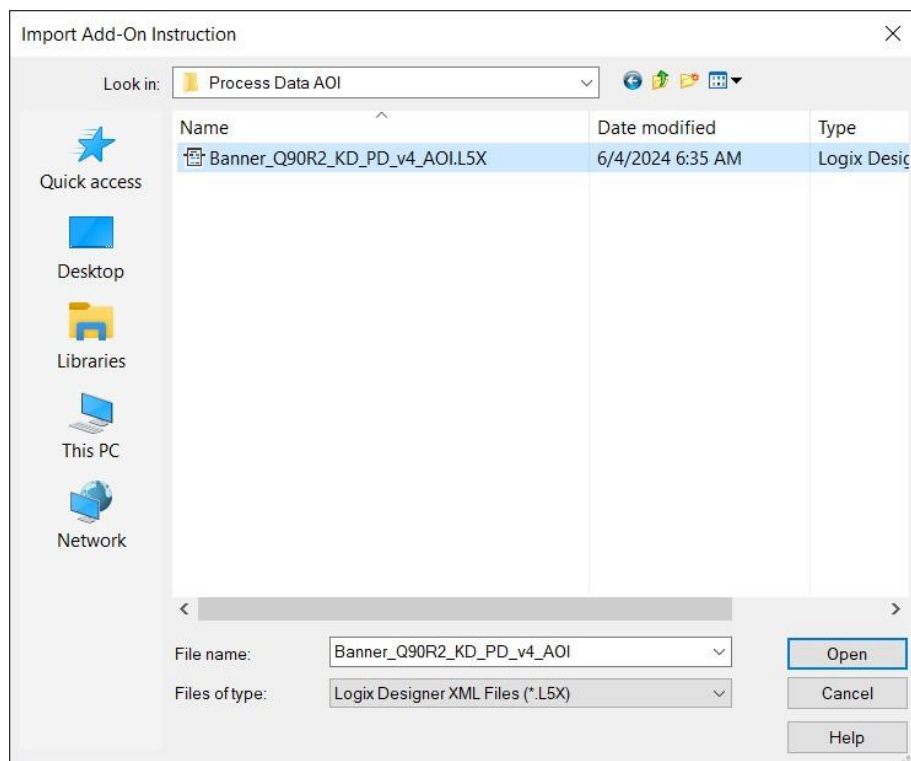 Import Add-On Instruction
Look in: Process Data AOI
Name Date modified Type
Banner_Q90R2_KD_PD_v4_AOI.L5X 6/4/2024 6:35 AM Logix Desig
Quick access
Desktop
Libraries
This PC
Network
File name: Banner_Q90R2_KD_PD_v4_AOI Open
Files of type: Logix Designer XML Files (*.L5X) Cancel
Help